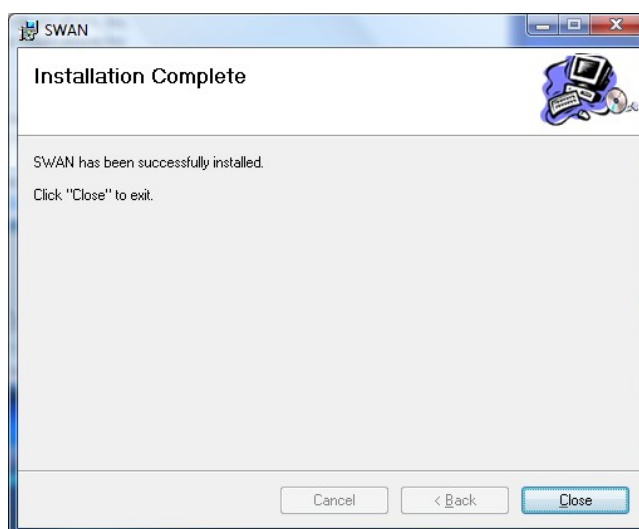 SWAN
Installation Complete
SWAN has been successfully installed.
Click "Close" to exit.
Cancel
< Back
Close